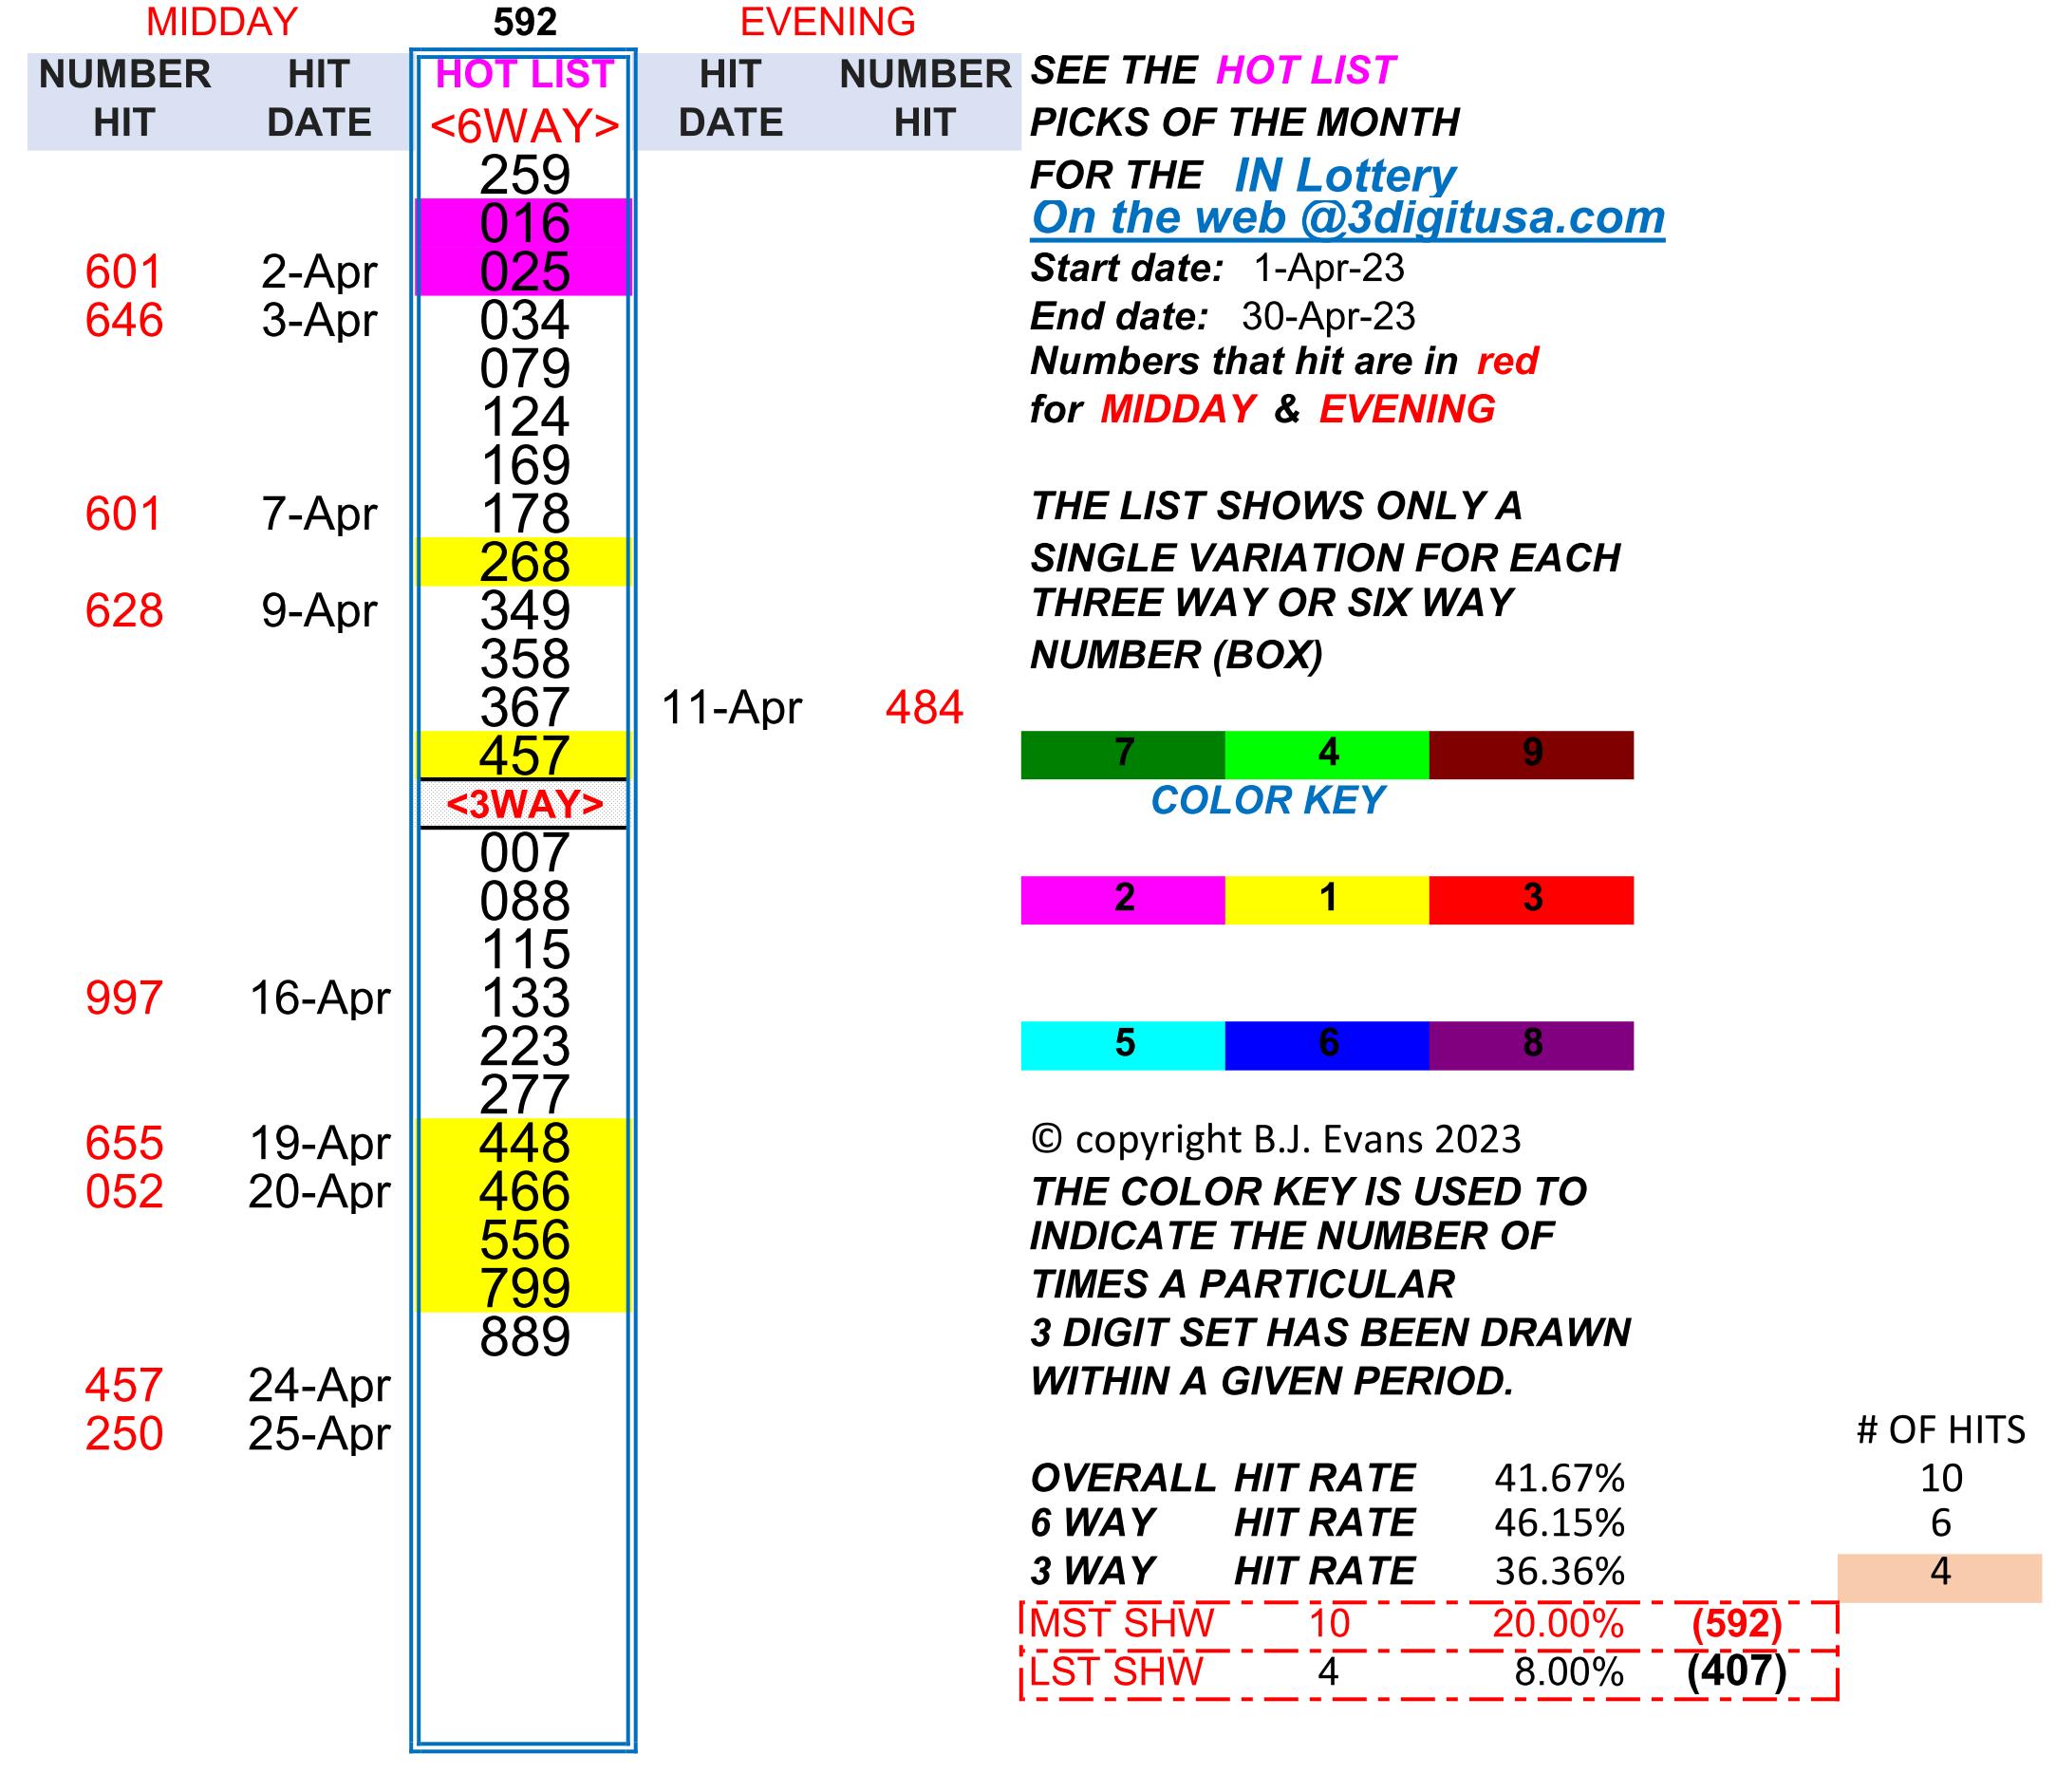 MIDDAY 592 EVENING
NUMBER HIT HOT LIST HIT NUMBER SEE THE HOT LIST
HIT DATE <6WAY> DATE HIT PICKS OF THE MONTH
259 FOR THE IN Lottery
016 On the web @3digitusa.com
601 2-Apr 025 Start date: 1-Apr-23
646 3-Apr 034 End date: 30-Apr-23
079 Numbers that hit are in red
124 for MIDDAY & EVENING
169
601 7-Apr 178 THE LIST SHOWS ONLY A
268 SINGLE VARIATION FOR EACH
628 9-Apr 349 THREE WAY OR SIX WAY
358 NUMBER (BOX)
367 11-Apr 484
457 7 4 9
<3WAY> COLOR KEY
007
088 2 1 3
115
997 16-Apr 133
223 5 6 8
277
655 19-Apr 448 © copyright B.J. Evans 2023
052 20-Apr 466 THE COLOR KEY IS USED TO
556 INDICATE THE NUMBER OF
799 TIMES A PARTICULAR
889 3 DIGIT SET HAS BEEN DRAWN
457 24-Apr WITHIN A GIVEN PERIOD.
250 25-Apr # OF HITS
OVERALL HIT RATE 41.67% 10
6 WAY HIT RATE 46.15% 6
3 WAY HIT RATE 36.36% 4
MST SHW 10 20.00% (592)
LST SHW 4 8.00% (407)